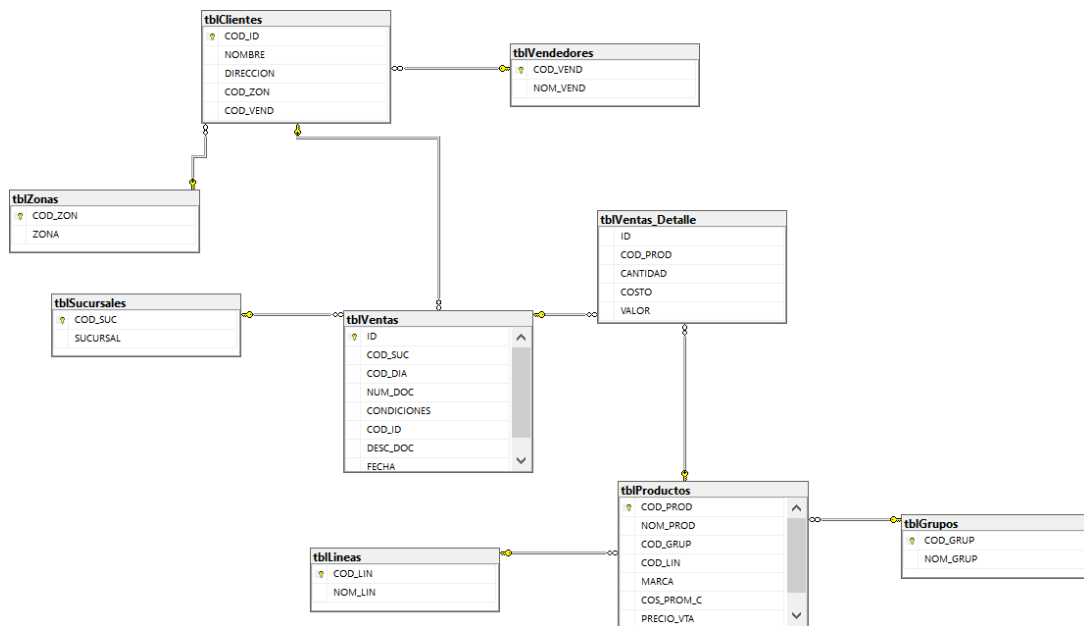 tblClientes
COD_ID
NOMBRE
DIRECCION
COD_ZON
COD_VEND
tblVendedores
COD_VEND
NOM_VEND
tblZonas
COD_ZON
ZONA
tblVentas_Detalle
ID
COD_PROD
CANTIDAD
COSTO
VALOR
tblSucursales
COD_SUC
SUCURSAL
tblVentas
ID
COD_SUC
COD_DIA
NUM_DOC
CONDICIONES
COD_ID
DESC_DOC
FECHA
tblProductos
COD_PROD
NOM_PROD
COD_GRUP
COD_LIN
MARCA
COS_PROM_C
PRECIO_VTA
tblGrupos
COD_GRUP
NOM_GRUP
tblLineas
COD_LIN
NOM_LIN